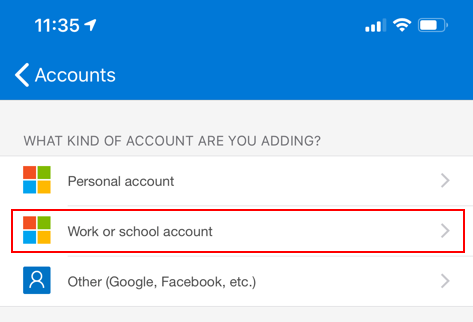 11:35
Accounts
WHAT KIND OF ACCOUNT ARE YOU ADDING?
Personal account
Work or school account
Other (Google, Facebook, etc.)